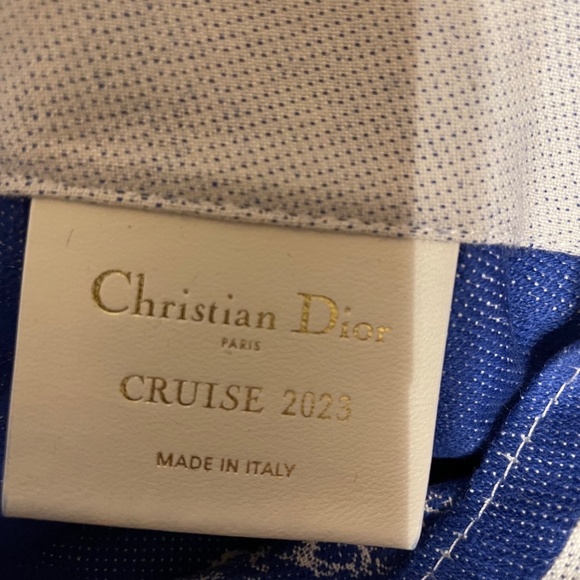 Christian Dior
PARIS
CRUISE 2023
MADE IN ITALY